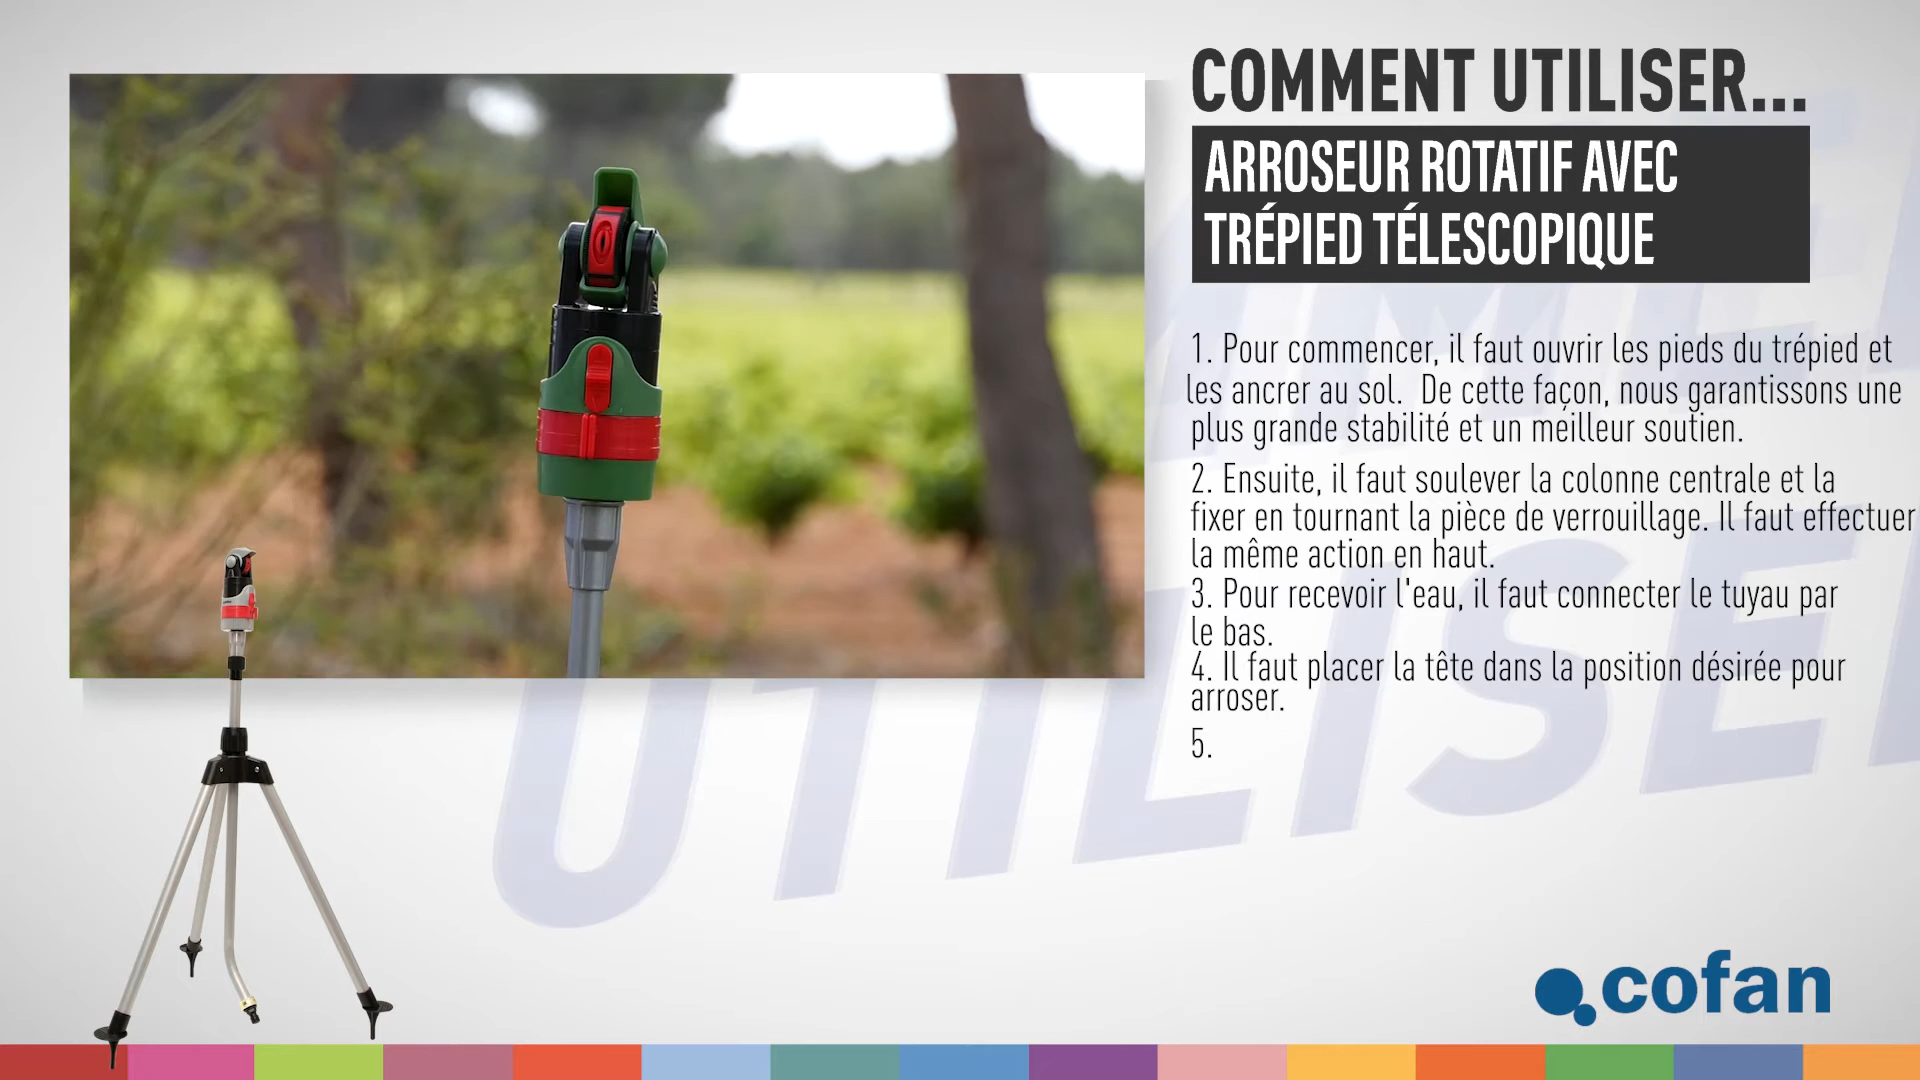 COMMENT UTILISER...
ARROSEUR ROTATIF AVEC
TRÉPIED TÉLESCOPIQUE
1. Pour commencer, il faut ouvrir les pieds du trépied et
les ancrer au sol.  De cette façon, nous garantissons une
plus grande stabilité et un meilleur soutien.
2. Ensuite, il faut soulever la colonne centrale et la
fixer en tournant la pièce de verrouillage. Il faut effectuer
la même action en haut.
3. Pour recevoir l'eau, il faut connecter le tuyau par
le bas.
4. Il faut placer la tête dans la position désirée pour
arroser.
5.
UTILISER
cofan